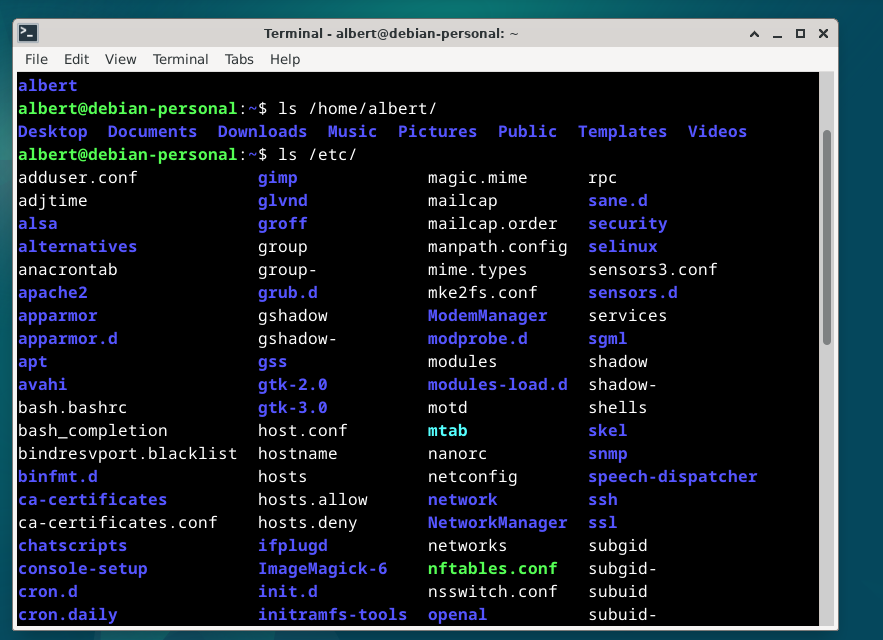 Terminal - albert@debian-personal: ~
File Edit View Terminal Tabs Help
albert
albert@debian-personal:~$ ls /home/albert/
Desktop Documents Downloads Music Pictures Public Templates Videos
albert@debian-personal:~$ ls /etc/
adduser.conf gimp magic.mime rpc
adjtime glvnd mailcap sane.d
alsa groff mailcap.order security
alternatives group manpath.config selinux
anacrontab group- mime.types sensors3.conf
apache2 grub.d mke2fs.conf sensors.d
apparmor gshadow ModemManager services
apparmor.d gshadow- modprobe.d sgml
apt gss modules shadow
avahi gtk-2.0 modules-load.d shadow-
bash.bashrc gtk-3.0 motd shells
bash_completion host.conf mtab skel
bindresvport.blacklist hostname nanorc snmp
binfmt.d hosts netconfig speech-dispatcher
ca-certificates hosts.allow network ssh
ca-certificates.conf hosts.deny NetworkManager ssl
chatscripts ifplugd networks subgid
console-setup ImageMagick-6 nftables.conf subgid-
cron.d init.d nsswitch.conf subuid
cron.daily initramfs-tools openal subuid-